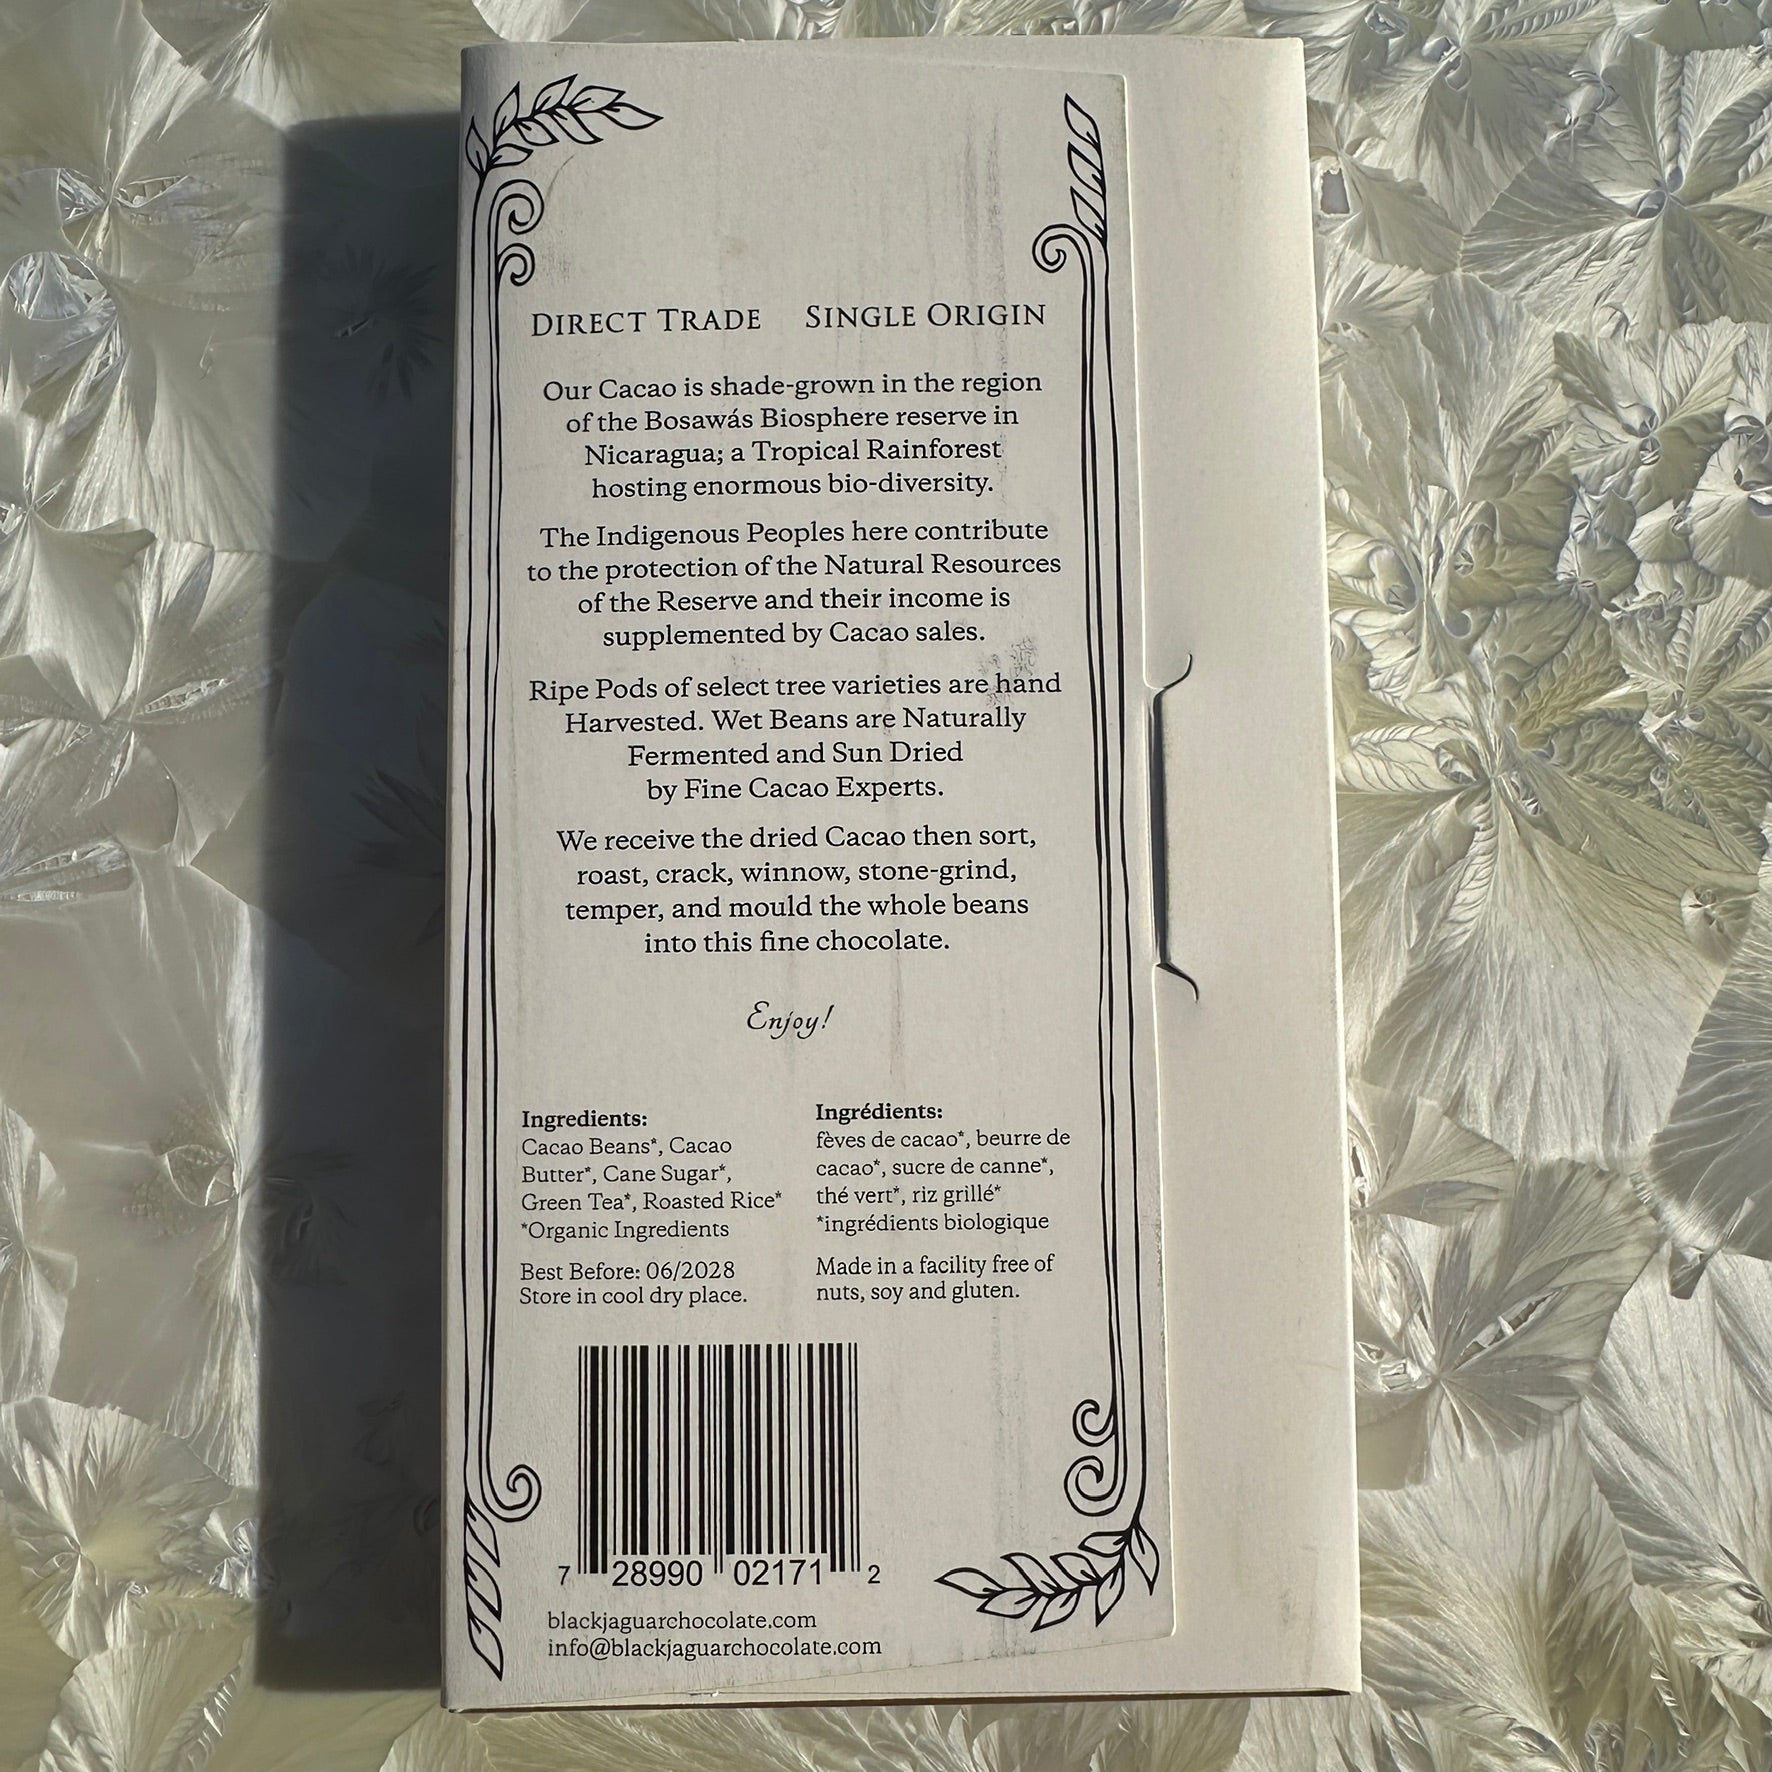 DIRECT TRADE SINGLE ORIGIN
Our Cacao is shade-grown in the region
of the Bosawás Biosphere reserve in
Nicaragua; a Tropical Rainforest
hosting enormous bio-diversity.
The Indigenous Peoples here contribute
to the protection of the Natural Resources
of the Reserve and their income is
supplemented by Cacao sales.
Ripe Pods of select tree varieties are hand
Harvested. Wet Beans are Naturally
Fermented and Sun Dried
by Fine Cacao Experts.
We receive the dried Cacao then sort,
roast, crack, winnow, stone-grind,
temper, and mould the whole beans
into this fine chocolate.
Enjoy!
Ingredients:
Cacao Beans*, Cacao
Butter*, Cane Sugar*,
Green Tea*, Roasted Rice*
*Organic Ingredients
Best Before: 06/2028
Store in cool dry place.
Ingrédients:
fèves de cacao*, beurre de
cacao*, sucre de canne*,
thé vert*, riz grillé*
*ingrédients biologique
Made in a facility free of
nuts, soy and gluten.
7 28990 02171 2
blackjaguarchocolate.com
info@blackjaguarchocolate.com